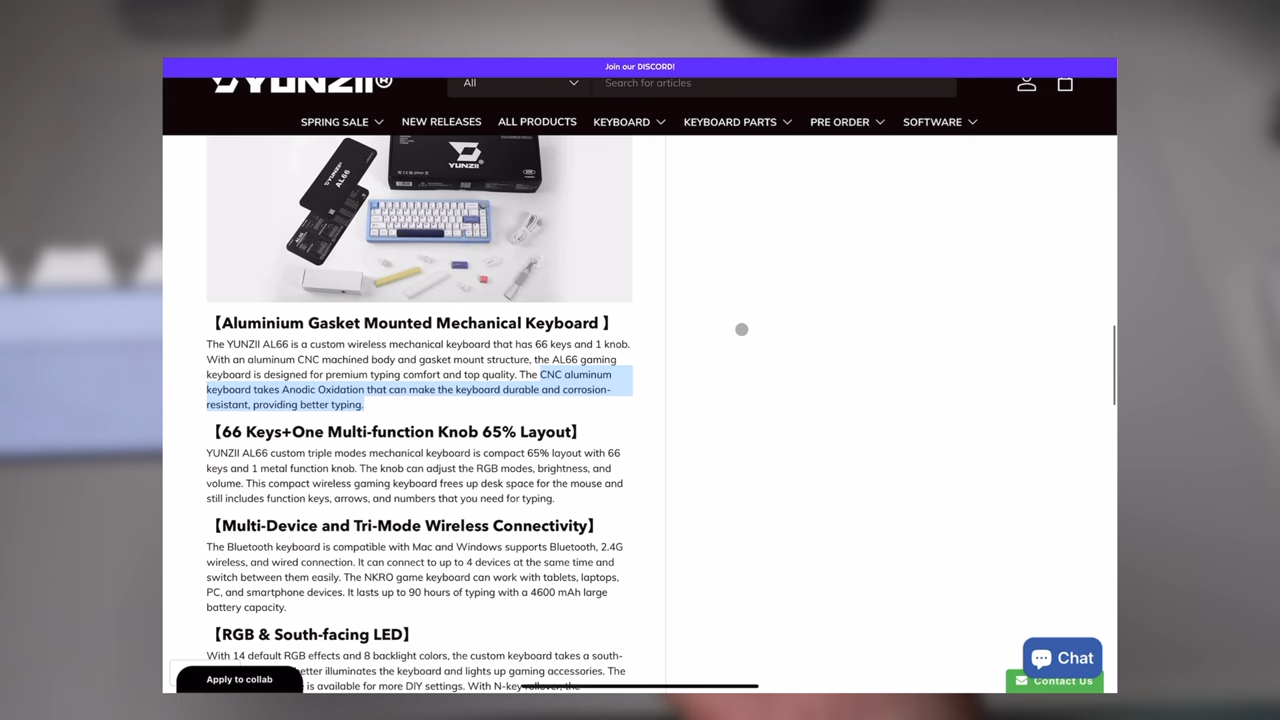 Join our DISCORD!
YUNZII®
All
Search for articles
SPRING SALE
NEW RELEASES
ALL PRODUCTS
KEYBOARD
KEYBOARD PARTS
PRE ORDER
SOFTWARE
YUNZII
AL66
YUNZII®
【Aluminium Gasket Mounted Mechanical Keyboard 】
The YUNZII AL66 is a custom wireless mechanical keyboard that has 66 keys and 1 knob.
With an aluminum CNC machined body and gasket mount structure, the AL66 gaming
keyboard is designed for premium typing comfort and top quality. The CNC aluminum
keyboard takes Anodic Oxidation that can make the keyboard durable and corrosion-
resistant, providing better typing.
【66 Keys+One Multi-function Knob 65% Layout】
YUNZII AL66 custom triple modes mechanical keyboard is compact 65% layout with 66
keys and 1 metal function knob. The knob can adjust the RGB modes, brightness, and
volume. This compact wireless gaming keyboard frees up desk space for the mouse and
still includes function keys, arrows, and numbers that you need for typing.
【Multi-Device and Tri-Mode Wireless Connectivity】
The Bluetooth keyboard is compatible with Mac and Windows supports Bluetooth, 2.4G
wireless, and wired connection. It can connect to up to 4 devices at the same time and
switch between them easily. The NKRO game keyboard can work with tablets, laptops,
PC, and smartphone devices. It lasts up to 90 hours of typing with a 4600 mAh large
battery capacity.
【RGB & South-facing LED】
With 14 default RGB effects and 8 backlight colors, the custom keyboard takes a south-
etter illuminates the keyboard and lights up gaming accessories. The
is available for more DIY settings. With N-key rollover, the
Apply to collab
Chat
Contact Us